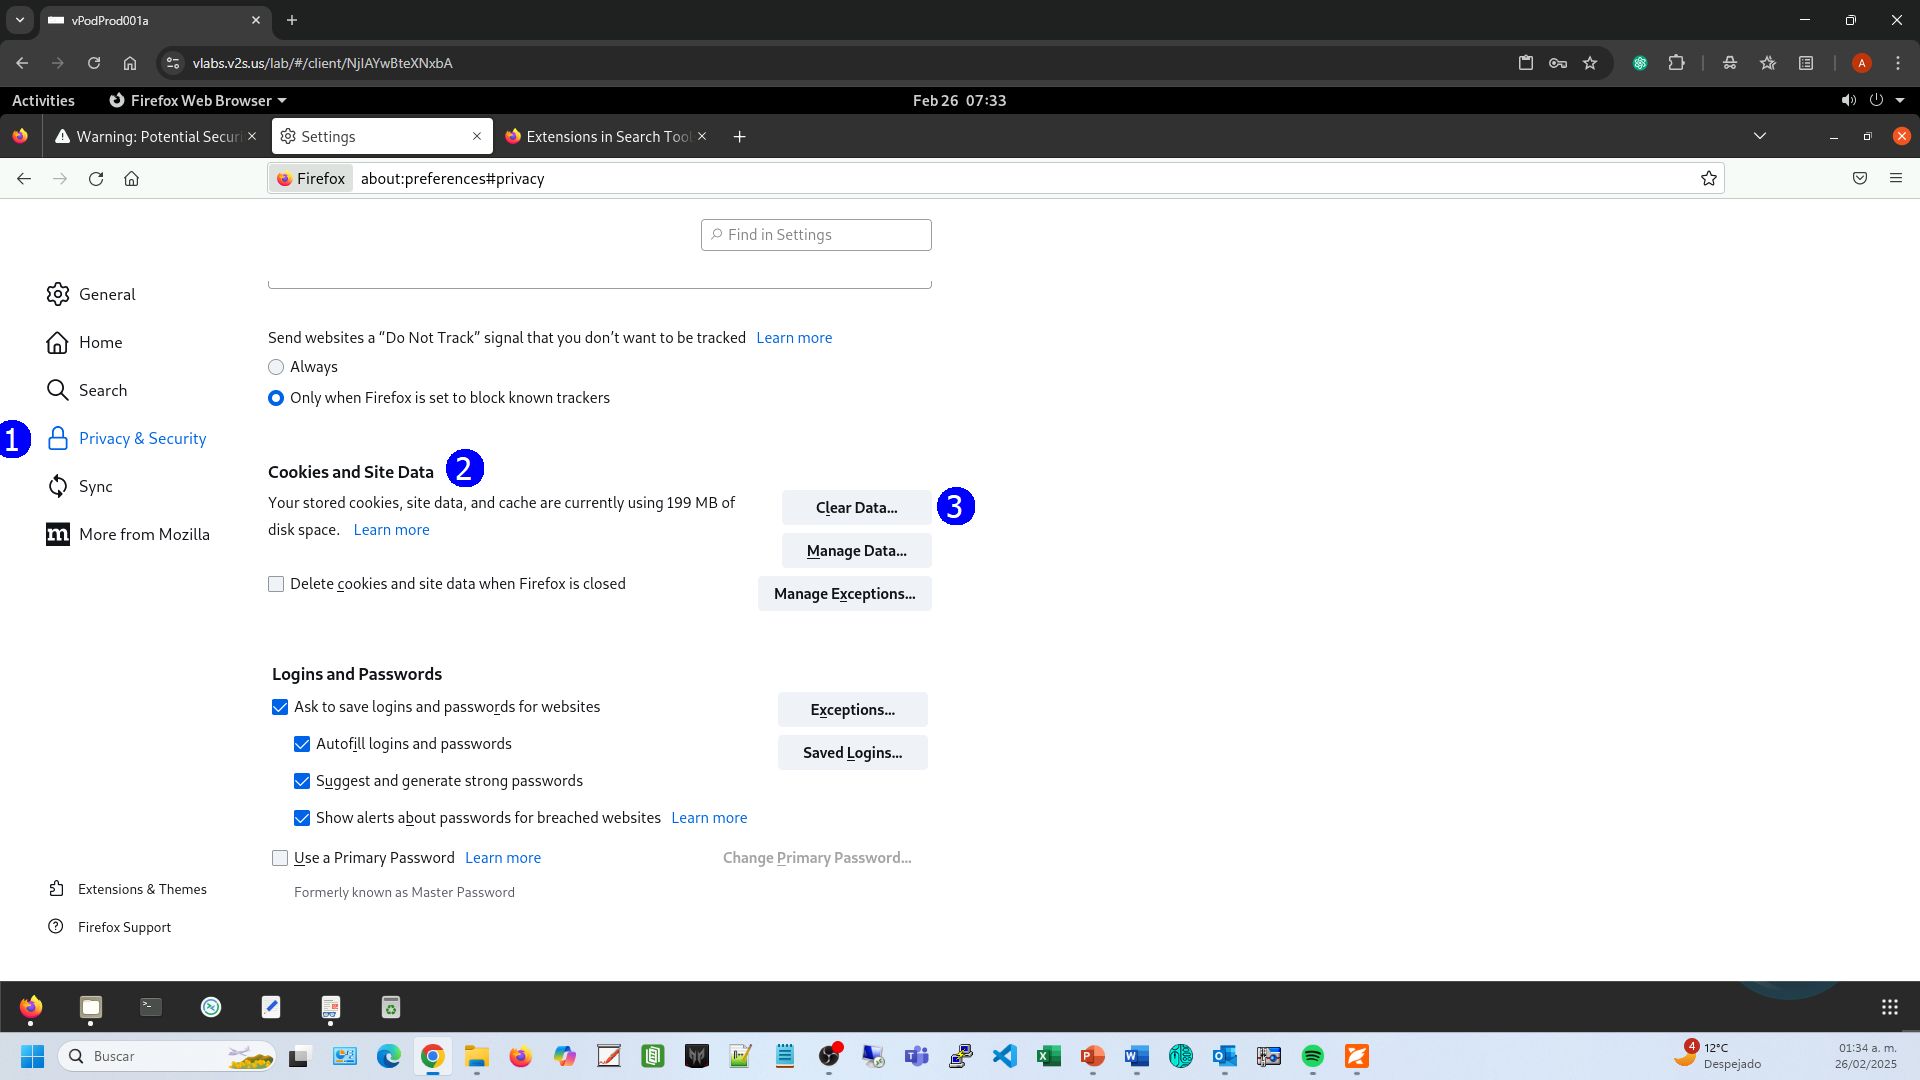 vPodProd001a
vlabs.v2s.us/lab/#/client/NjIAYwBteXNxbA
A
Activities
Firefox Web Browser
Feb 26 07:33
Warning: Potential Securi
Settings
Extensions in Search Tool
Firefox
about:preferences#privacy
Find in Settings
General
Home
Search
1
Privacy & Security
Sync
m
More from Mozilla
Extensions & Themes
Firefox Support
Send websites a “Do Not Track” signal that you don’t want to be tracked Learn more
Always
Only when Firefox is set to block known trackers
Cookies and Site Data
2
Your stored cookies, site data, and cache are currently using 199 MB of
disk space. Learn more
Clear Data...
3
Manage Data...
Delete cookies and site data when Firefox is closed
Manage Exceptions...
Logins and Passwords
Ask to save logins and passwords for websites
Exceptions...
Autofill logins and passwords
Saved Logins...
Suggest and generate strong passwords
Show alerts about passwords for breached websites Learn more
Use a Primary Password Learn more
Change Primary Password...
Formerly known as Master Password
Buscar
4
12°C
Despejado
01:34 a. m.
26/02/2025